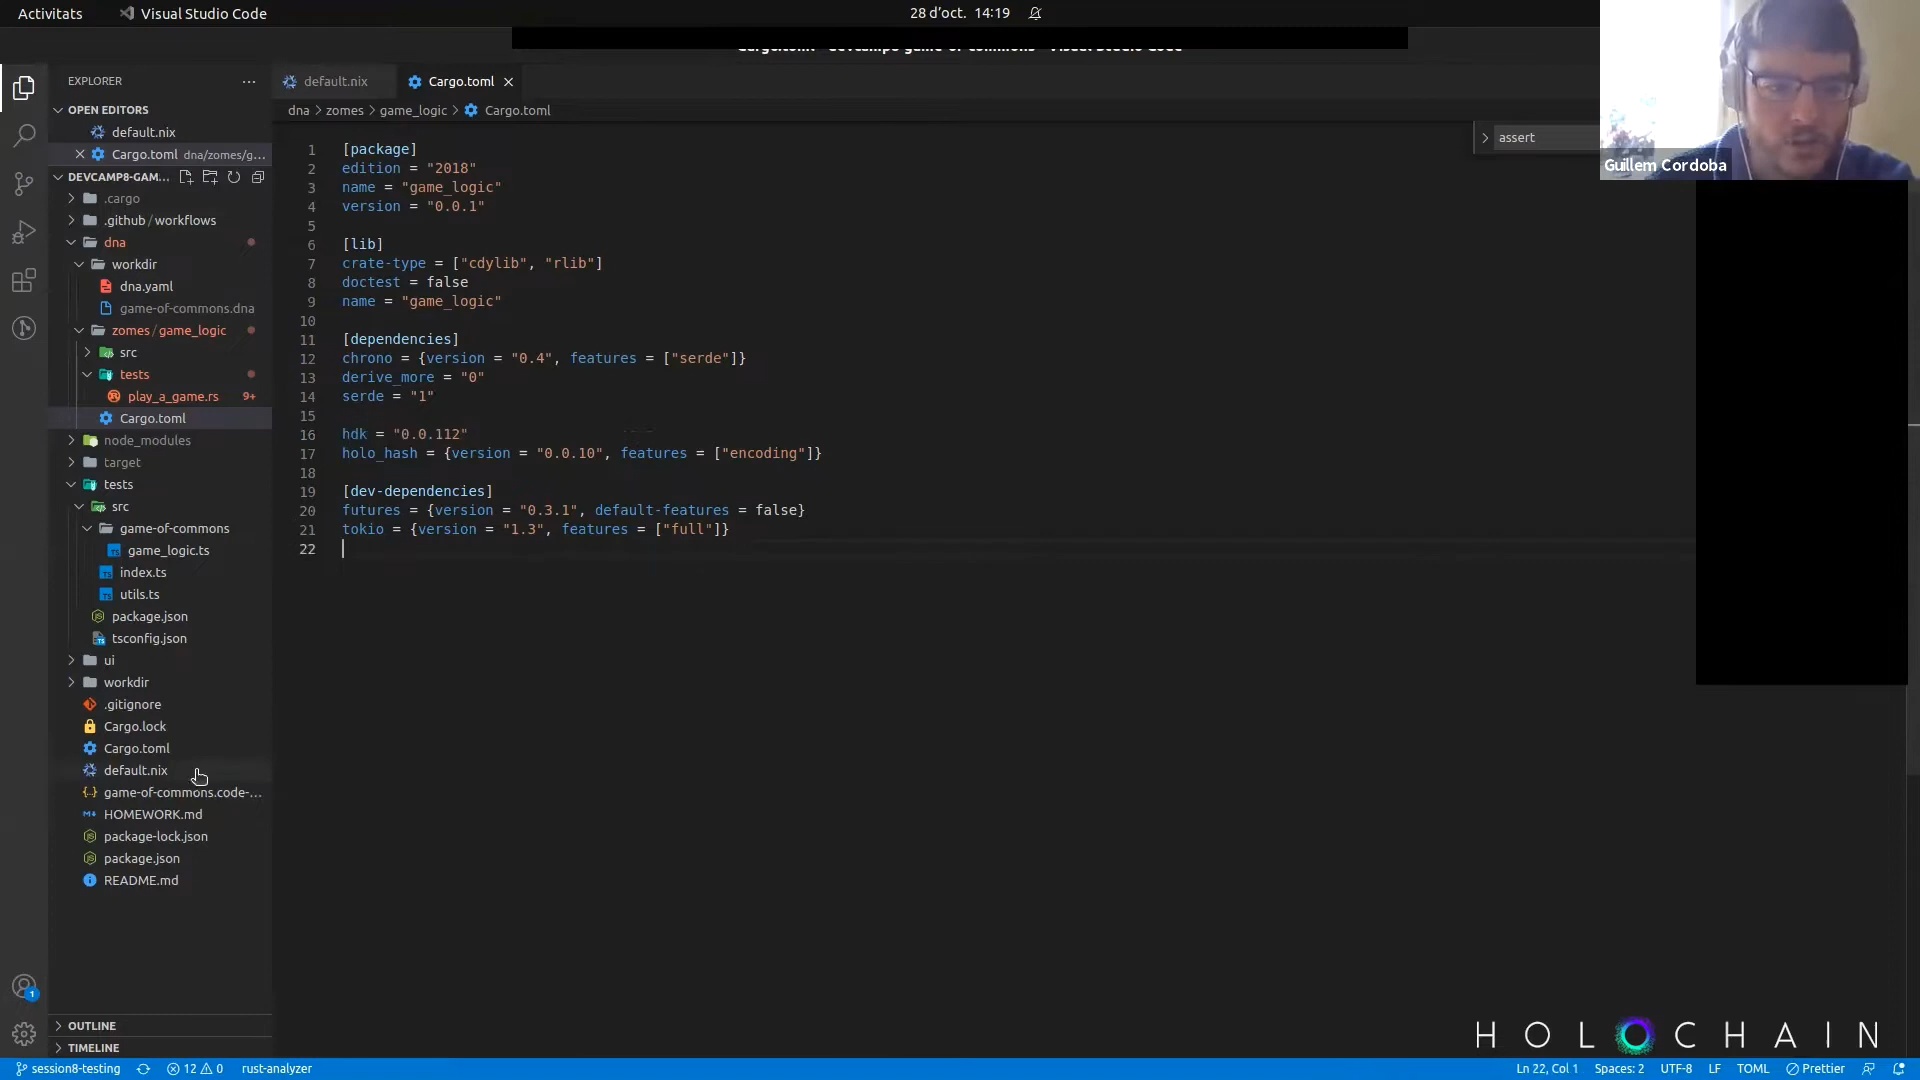 Activitats
Visual Studio Code
28 d'oct. 14:19
EXPLORER
OPEN EDITORS
default.nix
Cargo.toml dna/zomes/g...
DEVCAMP8-GAM...
.cargo
.github / workflows
dna
workdir
dna.yaml
game-of-commons.dna
zomes / game_logic
src
tests
play_a_game.rs 9+
Cargo.toml
node_modules
target
tests
src
game-of-commons
game_logic.ts
index.ts
utils.ts
package.json
tsconfig.json
ui
workdir
.gitignore
Cargo.lock
Cargo.toml
default.nix
game-of-commons.code-...
HOMEWORK.md
package-lock.json
package.json
README.md
OUTLINE
TIMELINE
1
default.nix
Cargo.toml
dna > zomes > game_logic > Cargo.toml
assert
1 [package]
2 edition = "2018"
3 name = "game_logic"
4 version = "0.0.1"
5
6 [lib]
7 crate-type = ["cdylib", "rlib"]
8 doctest = false
9 name = "game_logic"
10
11 [dependencies]
12 chrono = {version = "0.4", features = ["serde"]}
13 derive_more = "0"
14 serde = "1"
15
16 hdk = "0.0.112"
17 holo_hash = {version = "0.0.10", features = ["encoding"]}
18
19 [dev-dependencies]
20 futures = {version = "0.3.1", default-features = false}
21 tokio = {version = "1.3", features = ["full"]}
22
Guillem Cordoba
HOLOCHAIN
session8-testing
12 0
rust-analyzer
Ln 22, Col 1
Spaces: 2
UTF-8
LF
TOML
Prettier